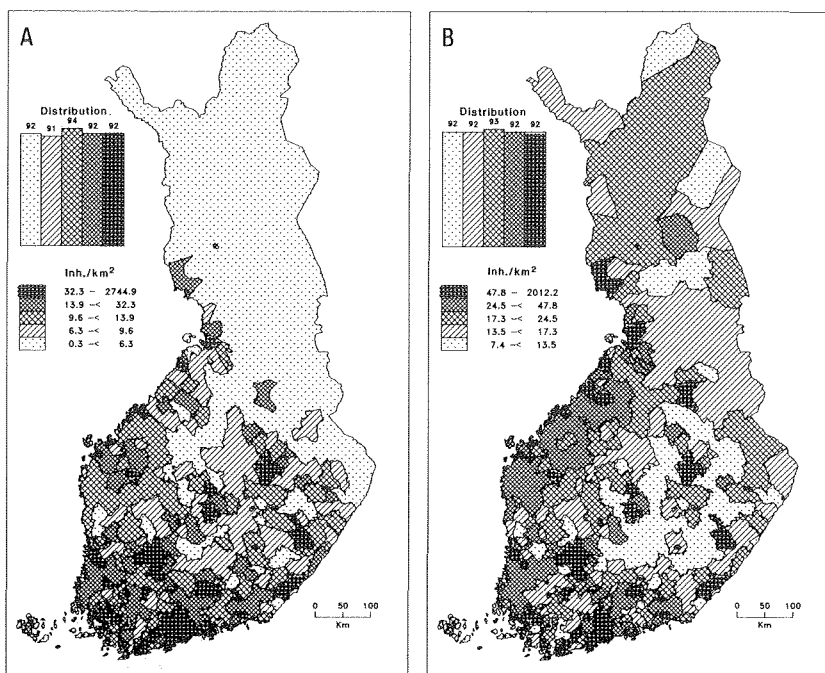 A
Distribution
92 91 94 92 92
Inh./km²
32.3 – 2744.9
13.9 –< 32.3
9.6 –< 13.9
6.3 –< 9.6
0.3 –< 6.3
0 50 100
Km
B
Distribution
92 92 93 92 92
Inh./km²
47.8 – 2012.2
24.5 –< 47.8
17.3 –< 24.5
13.5 –< 17.3
7.4 –< 13.5
0 50 100
Km